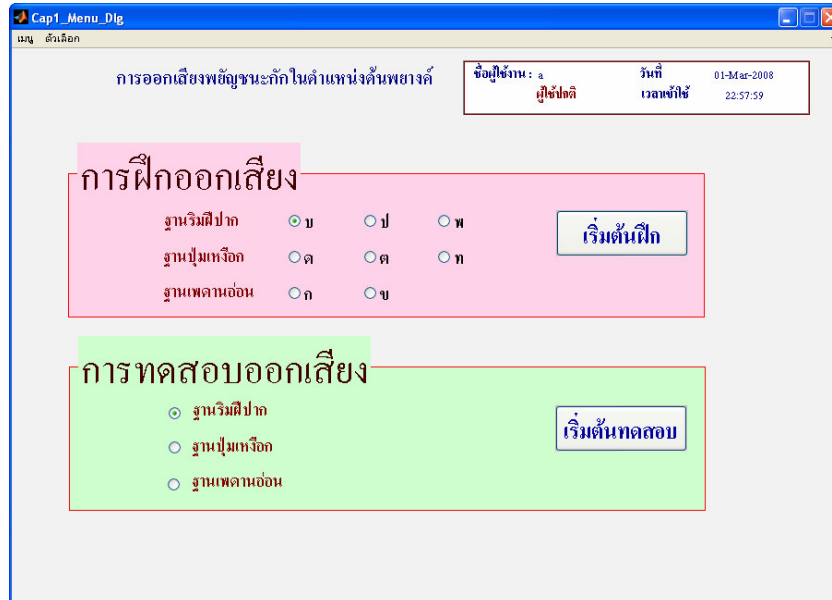 Cap1_Menu_Dlg
เมนู ตัวเลือก
การออกเสียงพยัญชนะกักในตำแหน่งต้นพยางค์
ชื่อผู้ใช้งาน : a วันที่ 01-Mar-2008
ผู้ใช้ปกติ เวลาเข้าใช้ 22:57:59
การฝึกออกเสียง
ฐานริมฝีปาก บ ป พ
ฐานปุ่มเหงือก ด ต ท
ฐานเพดานอ่อน ก ข
เริ่มต้นฝึก
การทดสอบออกเสียง
ฐานริมฝีปาก
ฐานปุ่มเหงือก
ฐานเพดานอ่อน
เริ่มต้นทดสอบ